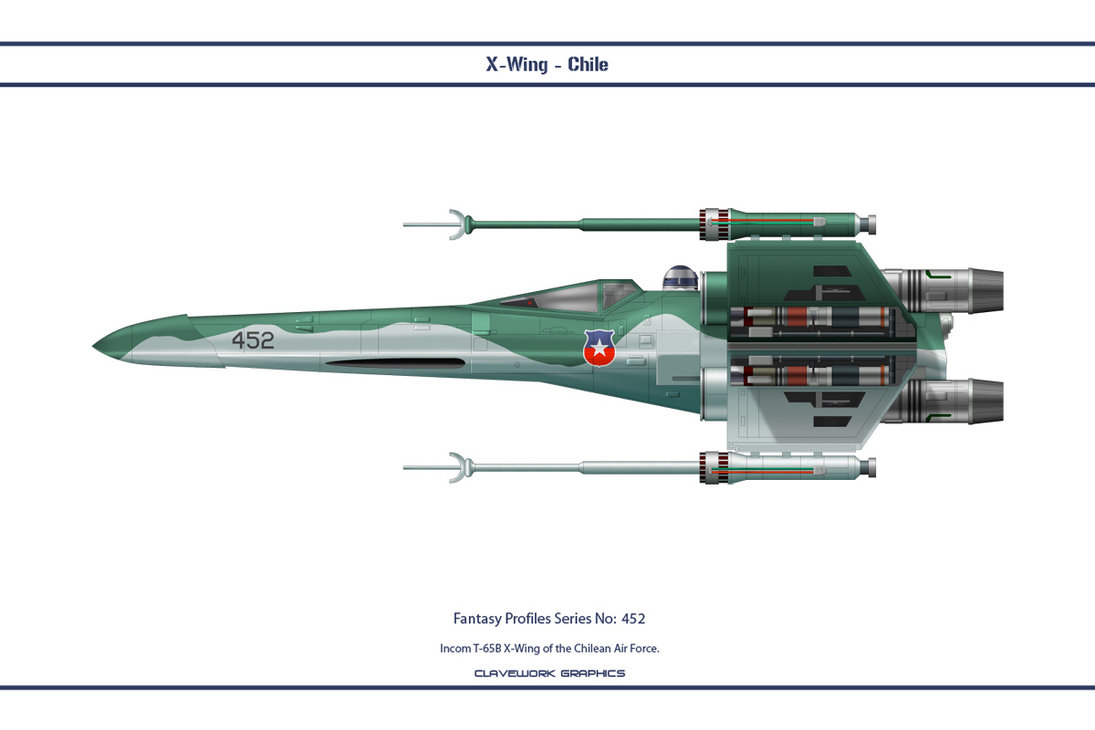 X-Wing - Chile
452
Fantasy Profiles Series No: 452
Incom T-65B X-Wing of the Chilean Air Force.
CLAVEWORK GRAPHICS